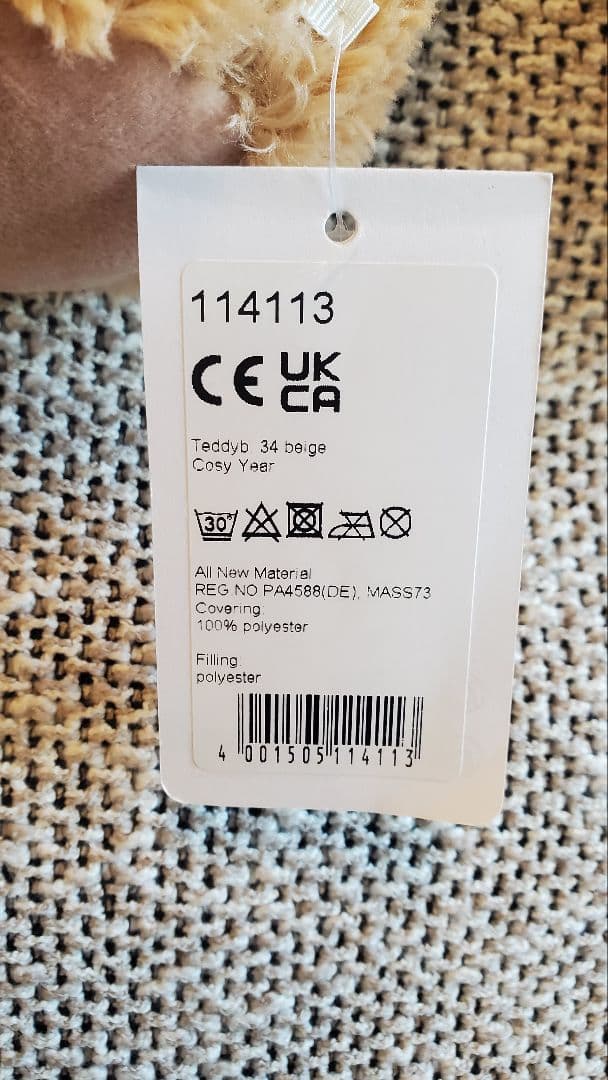 114113
CE UK
CA
Teddyb. 34 beige
Cosy Year
30°
All New Material
REG NO PA4588(DE), MASS73
Covering:
100% polyester
Filling:
polyester
4 001505 114113